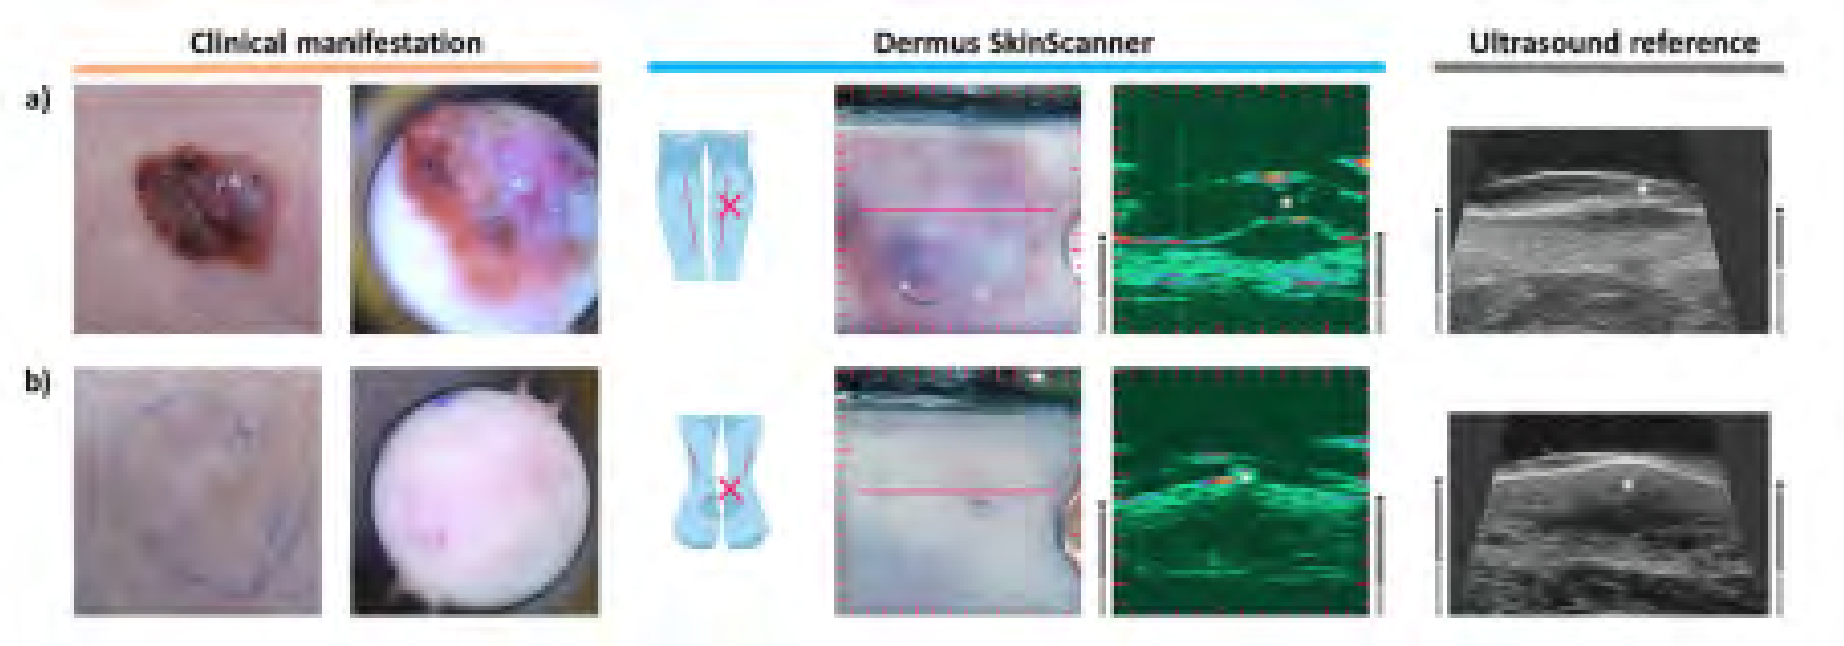 Clinical manifestation
Dermus SkinScanner
Ultrasound reference
a)
b)